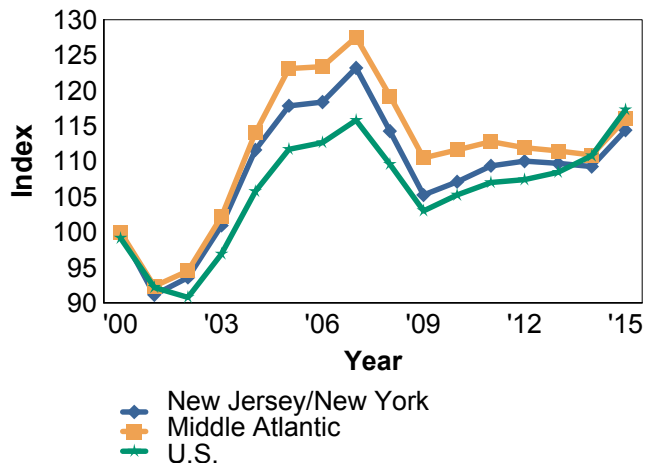 130
125
120
115
110
105
100
95
90
Index
'00 '03 '06 '09 '12 '15
Year
New Jersey/New York
Middle Atlantic
U.S.